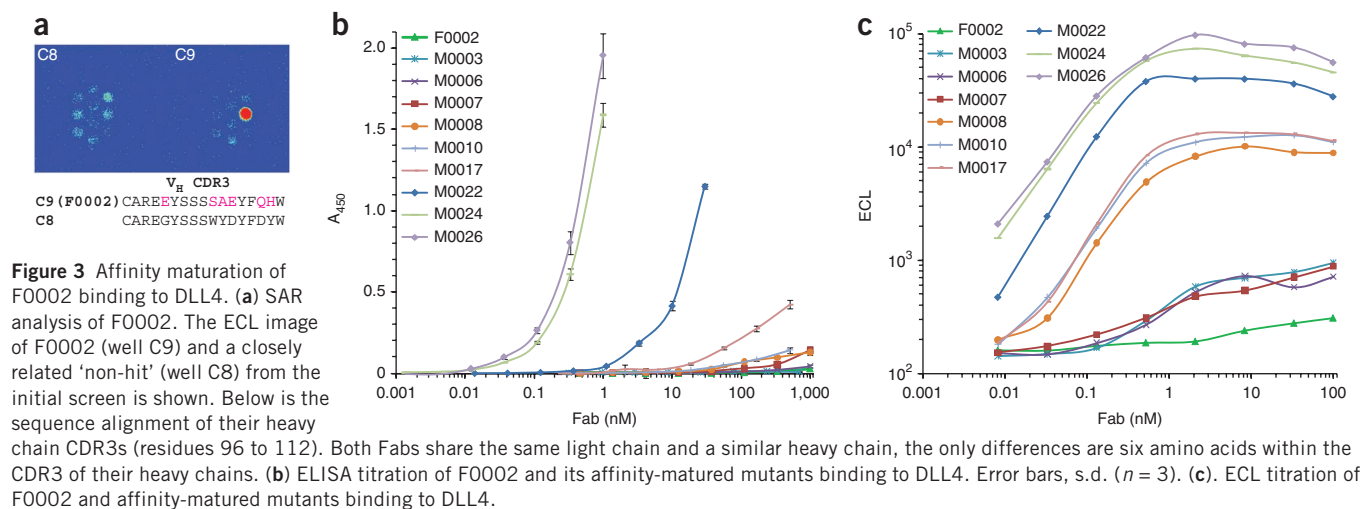 a
C8
C9
V_H CDR3
C9(F0002) CAREEYSSSSAEYFQHW
C8 CAREGYSSSWYDYFDYW
b
F0002
M0003
M0006
M0007
M0008
M0010
M0017
M0022
M0024
M0026
A450
2.0
1.5
1.0
0.5
0
0.001
0.01
0.1
1
10
100
1,000
Fab (nM)
c
F0002
M0003
M0006
M0007
M0008
M0010
M0017
M0022
M0024
M0026
ECL
10^5
10^4
10^3
10^2
0.001
0.01
0.1
1
10
100
Fab (nM)
Figure 3 Affinity maturation of
F0002 binding to DLL4. (a) SAR
analysis of F0002. The ECL image
of F0002 (well C9) and a closely
related ‘non-hit’ (well C8) from the
initial screen is shown. Below is the
sequence alignment of their heavy
chain CDR3s (residues 96 to 112). Both Fabs share the same light chain and a similar heavy chain, the only differences are six amino acids within the
CDR3 of their heavy chains. (b) ELISA titration of F0002 and its affinity-matured mutants binding to DLL4. Error bars, s.d. (n = 3). (c). ECL titration of
F0002 and affinity-matured mutants binding to DLL4.